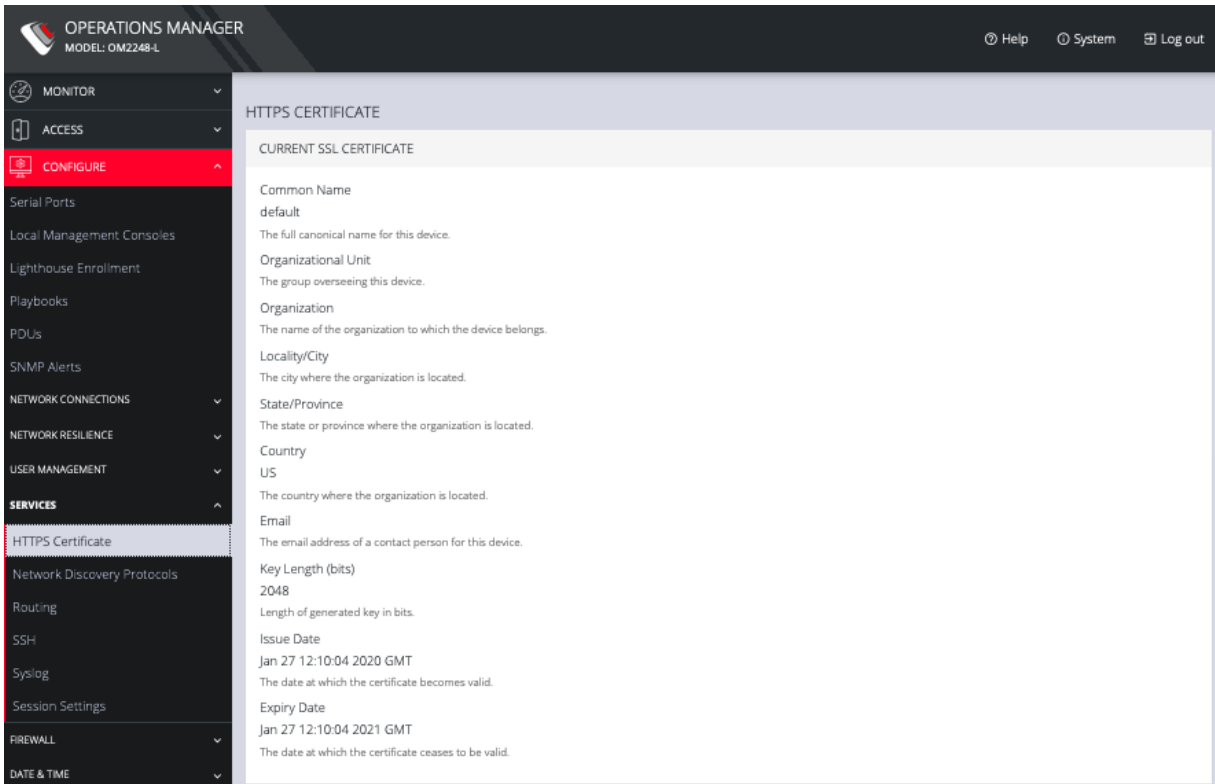 OPERATIONS MANAGER
MODEL: OM2248-L
Help
System
Log out
MONITOR
ACCESS
CONFIGURE
Serial Ports
Local Management Consoles
Lighthouse Enrollment
Playbooks
PDUs
SNMP Alerts
NETWORK CONNECTIONS
NETWORK RESILIENCE
USER MANAGEMENT
SERVICES
HTTPS Certificate
Network Discovery Protocols
Routing
SSH
Syslog
Session Settings
FIREWALL
DATE & TIME
HTTPS CERTIFICATE
CURRENT SSL CERTIFICATE
Common Name
default
The full canonical name for this device.
Organizational Unit
The group overseeing this device.
Organization
The name of the organization to which the device belongs.
Locality/City
The city where the organization is located.
State/Province
The state or province where the organization is located.
Country
US
The country where the organization is located.
Email
The email address of a contact person for this device.
Key Length (bits)
2048
Length of generated key in bits.
Issue Date
Jan 27 12:10:04 2020 GMT
The date at which the certificate becomes valid.
Expiry Date
Jan 27 12:10:04 2021 GMT
The date at which the certificate ceases to be valid.